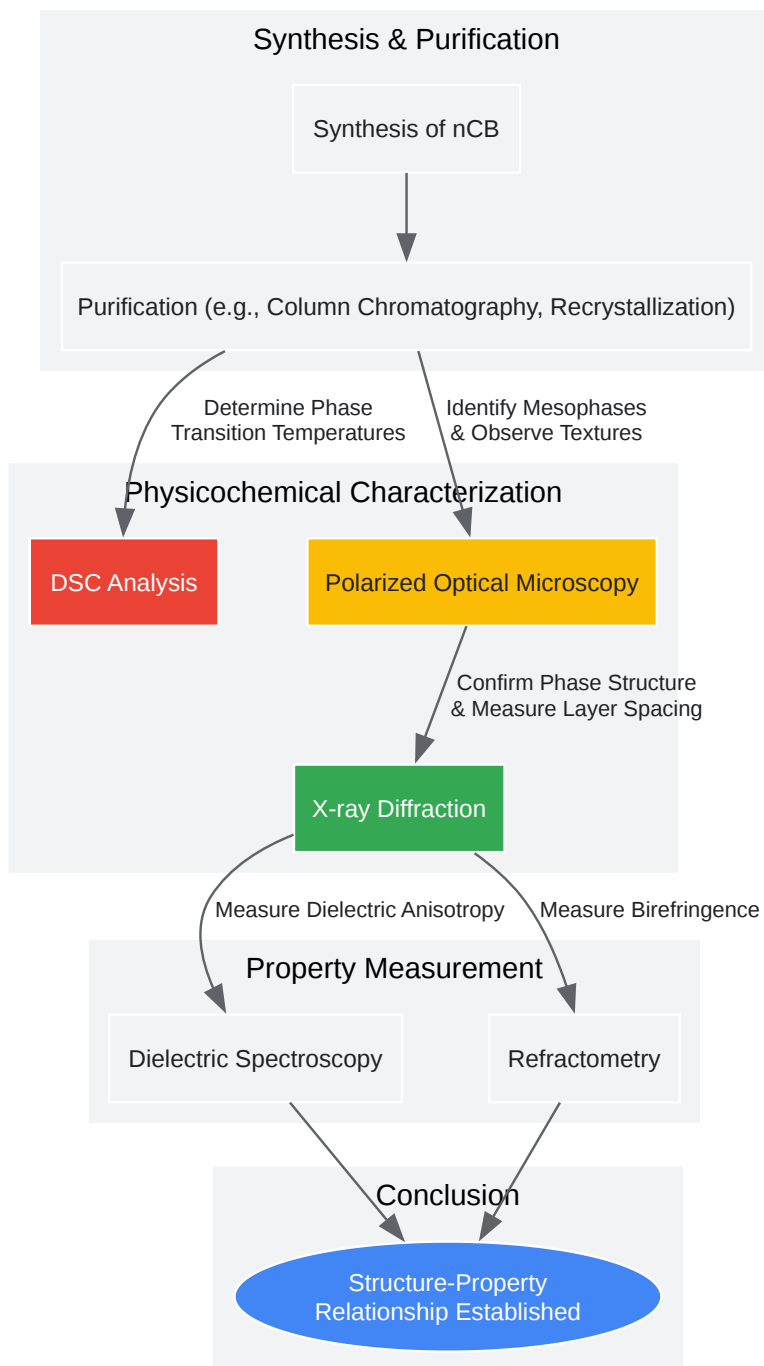 Synthesis & Purification
Synthesis of nCB
Purification (e.g., Column Chromatography, Recrystallization)
Determine Phase
Transition Temperatures
Identify Mesophases
& Observe Textures
Physicochemical Characterization
DSC Analysis
Polarized Optical Microscopy
Confirm Phase Structure
& Measure Layer Spacing
X-ray Diffraction
Measure Dielectric Anisotropy
Measure Birefringence
Property Measurement
Dielectric Spectroscopy
Refractometry
Conclusion
Structure-Property
Relationship Established